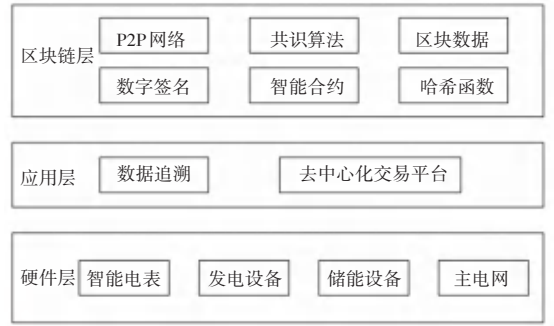 区块链层
P2P网络 共识算法 区块数据
数字签名 智能合约 哈希函数
应用层 数据追溯 去中心化交易平台
硬件层 智能电表 发电设备 储能设备 主电网